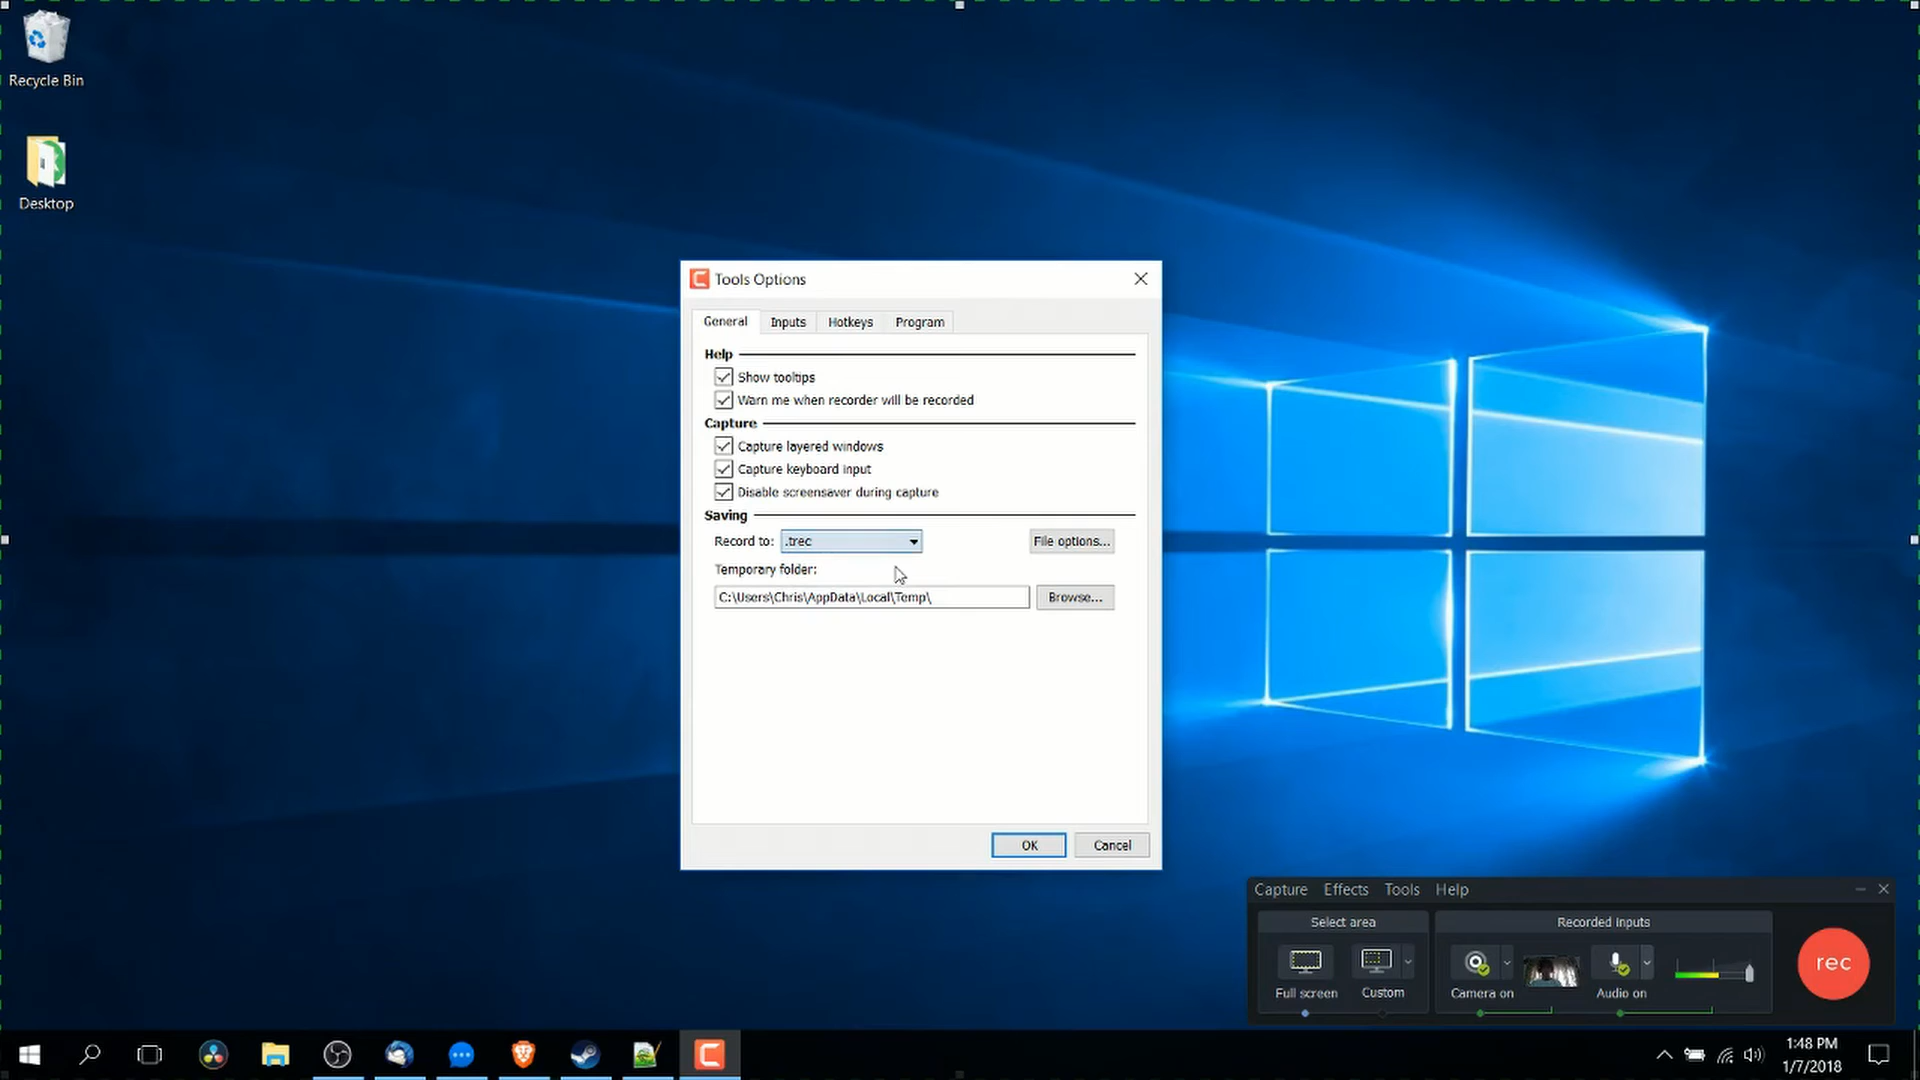 Recycle Bin
Desktop
Tools Options
General Inputs Hotkeys Program
Help
Show tooltips
Warn me when recorder will be recorded
Capture
Capture layered windows
Capture keyboard input
Disable screensaver during capture
Saving
Record to: .trec File options...
Temporary folder:
C:\Users\Chris\AppData\Local\Temp\ Browse...
OK Cancel
Capture Effects Tools Help
Select area Recorded inputs
Full screen Custom Camera on Audio on
rec
1:48 PM
1/7/2018